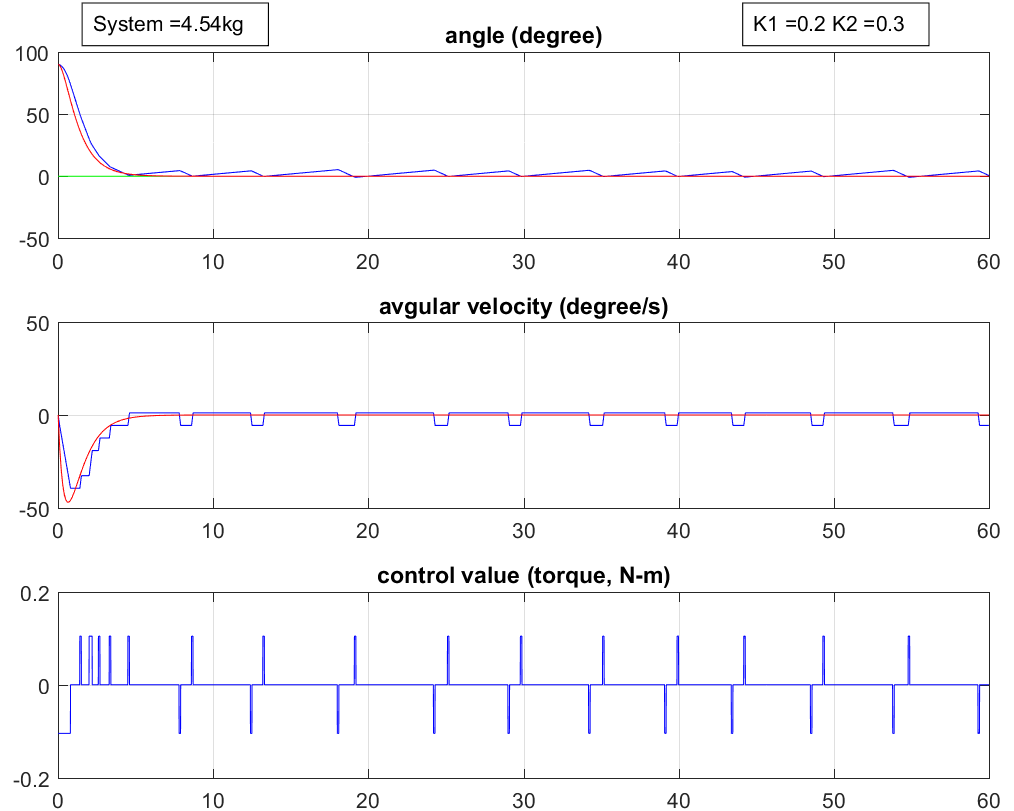 System =4.54kg
K1 =0.2 K2 =0.3
angle (degree)
100
50
0
-50
0 10 20 30 40 50 60
avgular velocity (degree/s)
50
0
-50
0 10 20 30 40 50 60
control value (torque, N-m)
0.2
0
-0.2
0 10 20 30 40 50 60